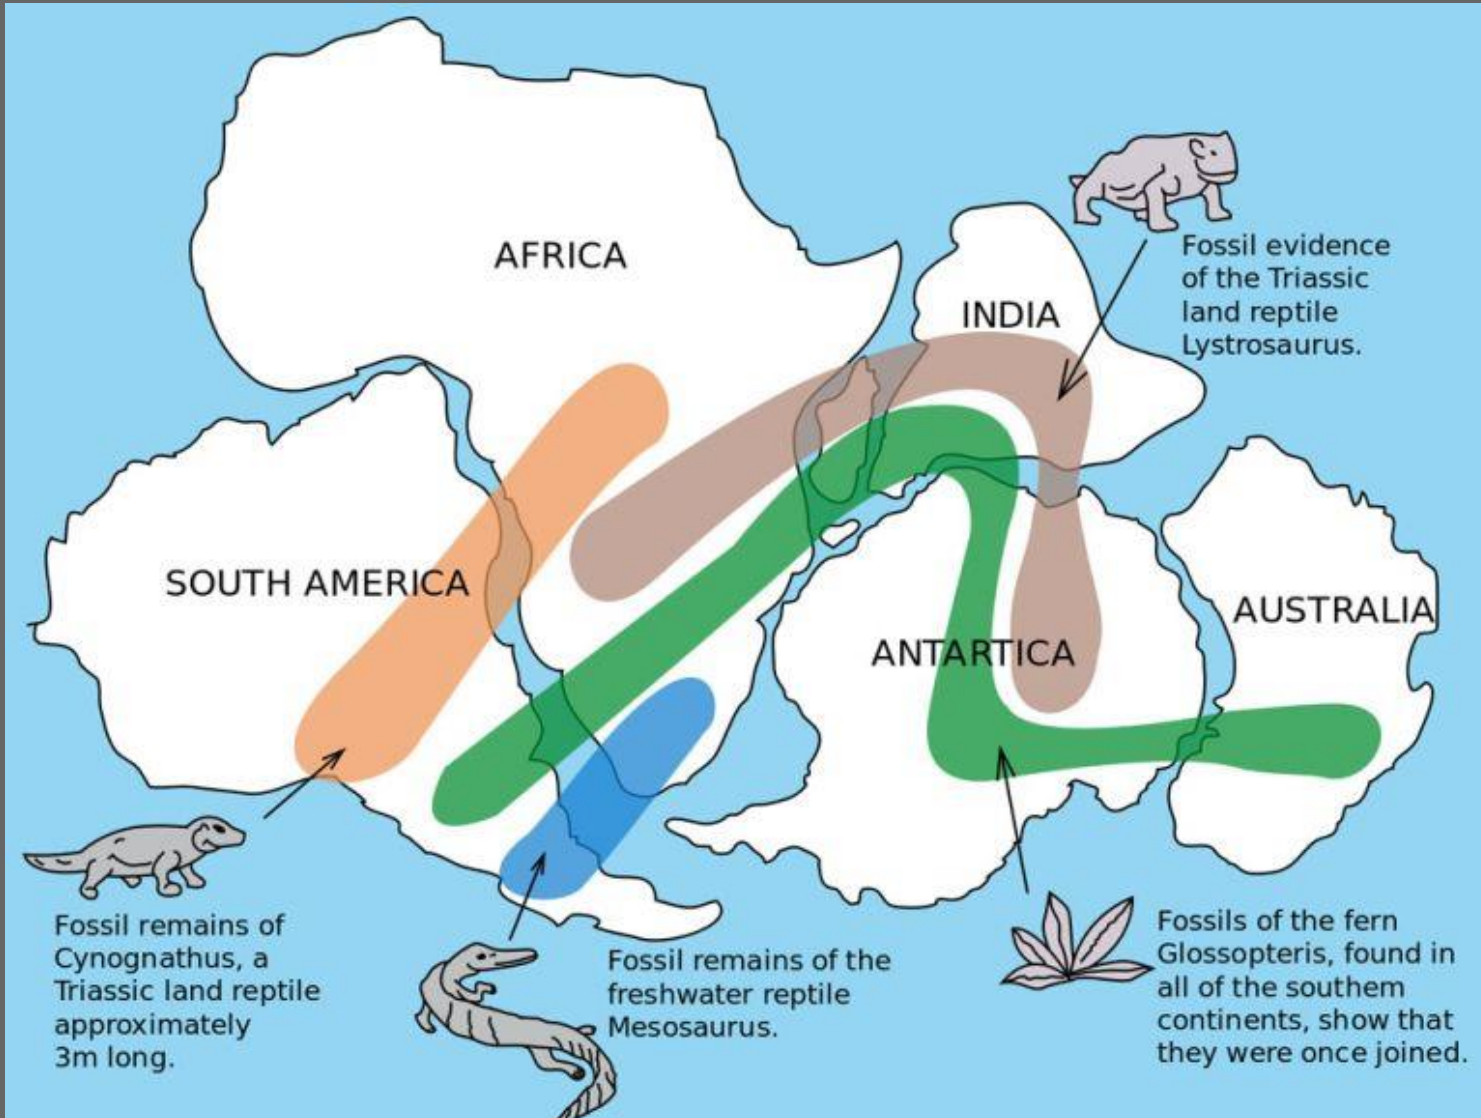 AFRICA
INDIA
Fossil evidence
of the Triassic
land reptile
Lystrosaurus.
SOUTH AMERICA
ANTARTICA
AUSTRALIA
Fossil remains of
Cynognathus, a
Triassic land reptile
approximately
3m long.
Fossil remains of the
freshwater reptile
Mesosaurus.
Fossils of the fern
Glossopteris, found in
all of the southem
continents, show that
they were once joined.